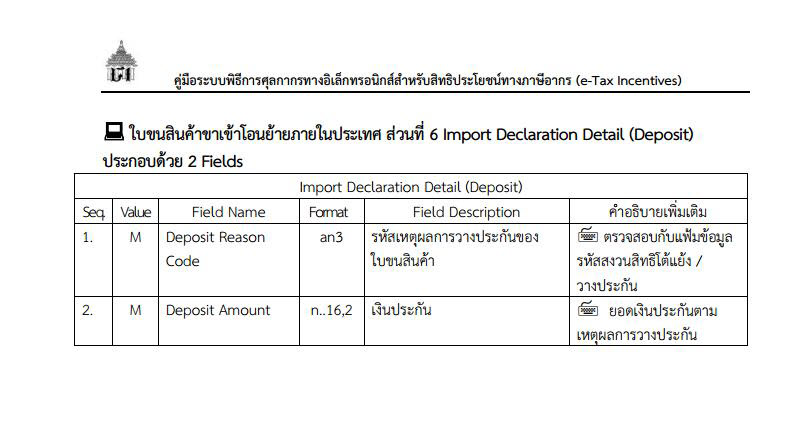 คู่มือระบบพิธีการศุลกากรทางอิเล็กทรอนิกส์สำหรับสิทธิประโยชน์ทางภาษีอากร (e-Tax Incentives)
ใบขนสินค้าขาเข้าโอนย้ายภายในประเทศ ส่วนที่ 6 Import Declaration Detail (Deposit)
ประกอบด้วย 2 Fields
Import Declaration Detail (Deposit)
Seq. Value Field Name Format Field Description คำอธิบายเพิ่มเติม
1. M Deposit Reason an3 รหัสเหตุผลการวางประกันของ ตรวจสอบกับแฟ้มข้อมูล
Code ใบขนสินค้า รหัสสงวนสิทธิโต้แย้ง /
วางประกัน
2. M Deposit Amount n..16,2 เงินประกัน ยอดเงินประกันตาม
เหตุผลการวางประกัน